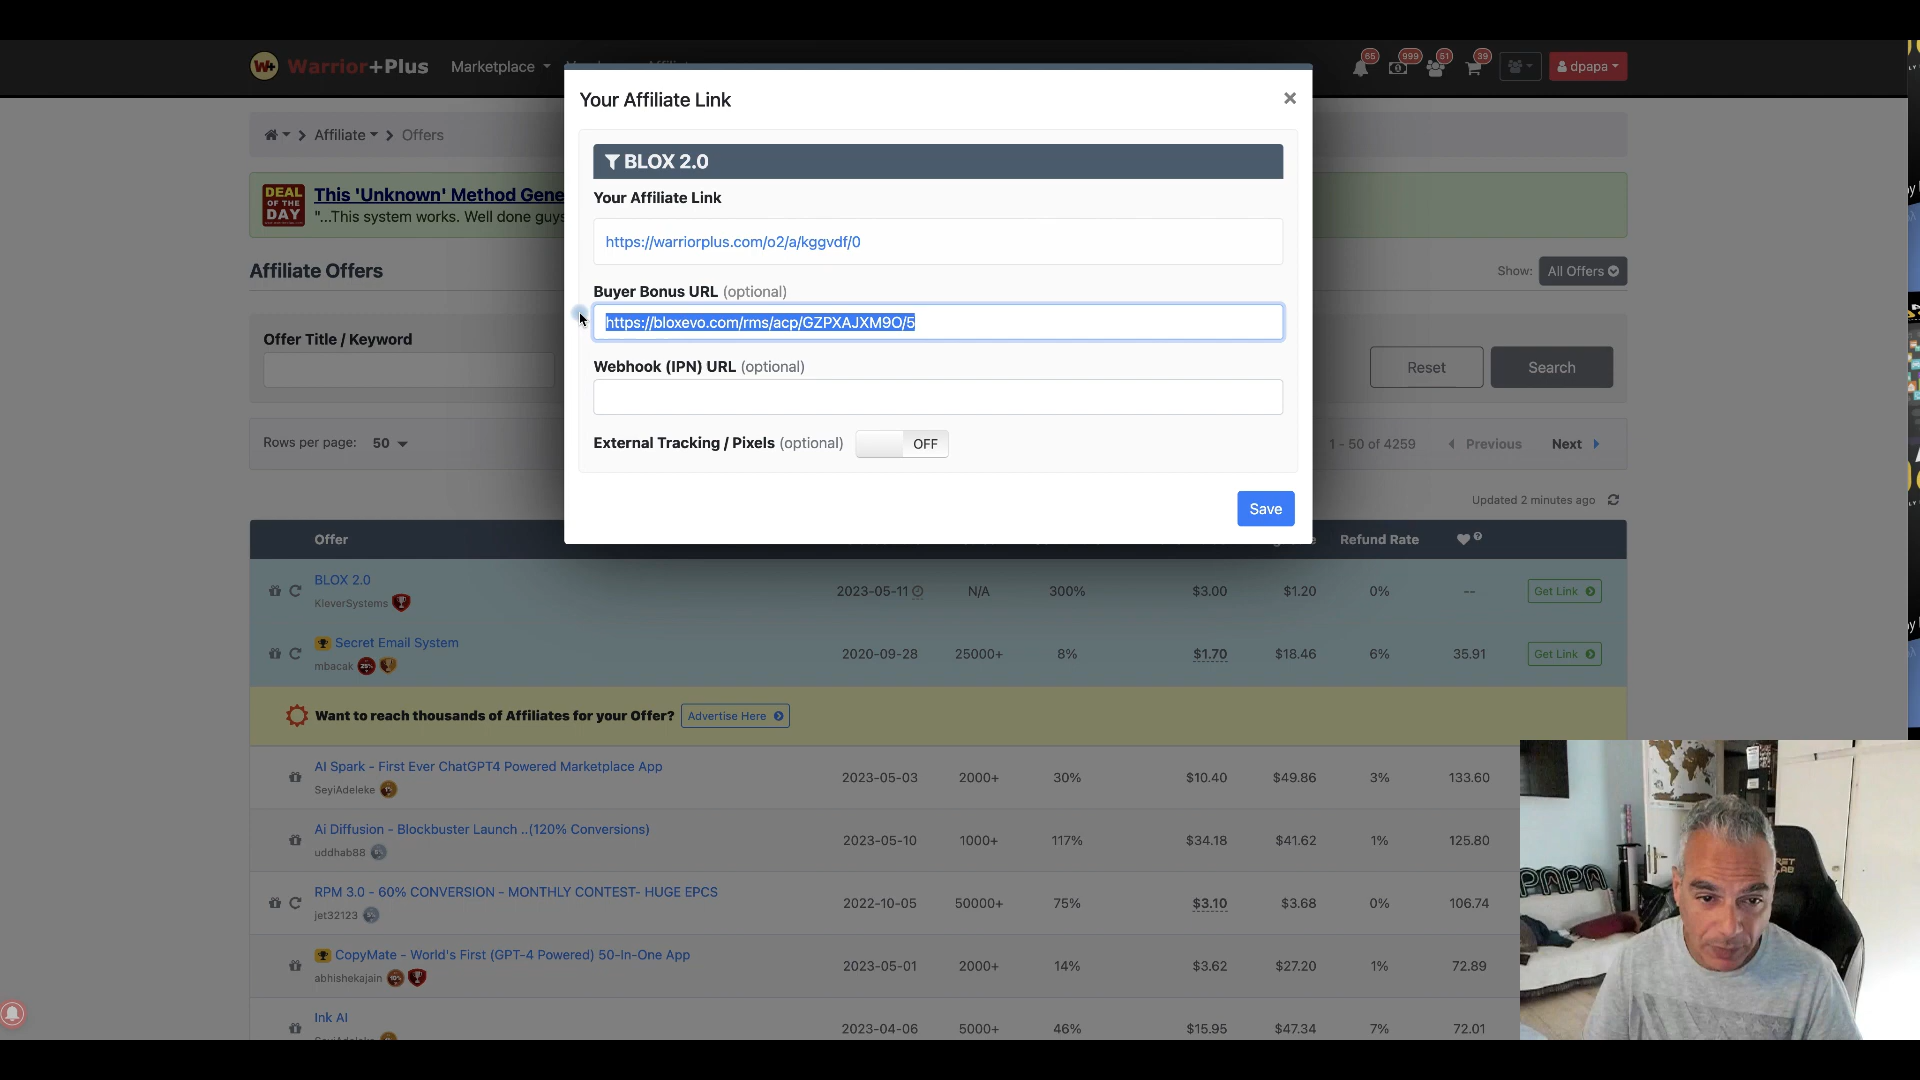 Warrior+Plus
Marketplace
65
999
51
39
dpapa
Your Affiliate Link
×
Affiliate
Offers
BLOX 2.0
Your Affiliate Link
https://warriorplus.com/o2/a/kggvdf/0
DEAL OF THE DAY
This 'Unknown' Method Gene
"...This system works. Well done guys
Affiliate Offers
Show:
All Offers
Buyer Bonus URL (optional)
https://bloxevo.com/rms/acp/GZPXAJXM9O/5
Offer Title / Keyword
Reset
Search
Webhook (IPN) URL (optional)
External Tracking / Pixels (optional)
OFF
Rows per page: 50
1 - 50 of 4259
Previous
Next
Updated 2 minutes ago
Save
Offer
Refund Rate
BLOX 2.0
KleverSystems
2023-05-11
N/A
300%
$3.00
$1.20
0%
--
Get Link
Secret Email System
mbacak
25%
2020-09-28
25000+
8%
$1.70
$18.46
6%
35.91
Get Link
Want to reach thousands of Affiliates for your Offer?
Advertise Here
AI Spark - First Ever ChatGPT4 Powered Marketplace App
SeyiAdeleke
2023-05-03
2000+
30%
$10.40
$49.86
3%
133.60
Ai Diffusion - Blockbuster Launch ..(120% Conversions)
uddhab88
2023-05-10
1000+
117%
$34.18
$41.62
1%
125.80
RPM 3.0 - 60% CONVERSION - MONTHLY CONTEST- HUGE EPCS
jet32123
2022-10-05
50000+
75%
$3.10
$3.68
0%
106.74
CopyMate - World's First (GPT-4 Powered) 50-In-One App
abhishekajain
2023-05-01
2000+
14%
$3.62
$27.20
1%
72.89
Ink AI
2023-04-06
5000+
46%
$15.95
$47.34
7%
72.01
PAPA